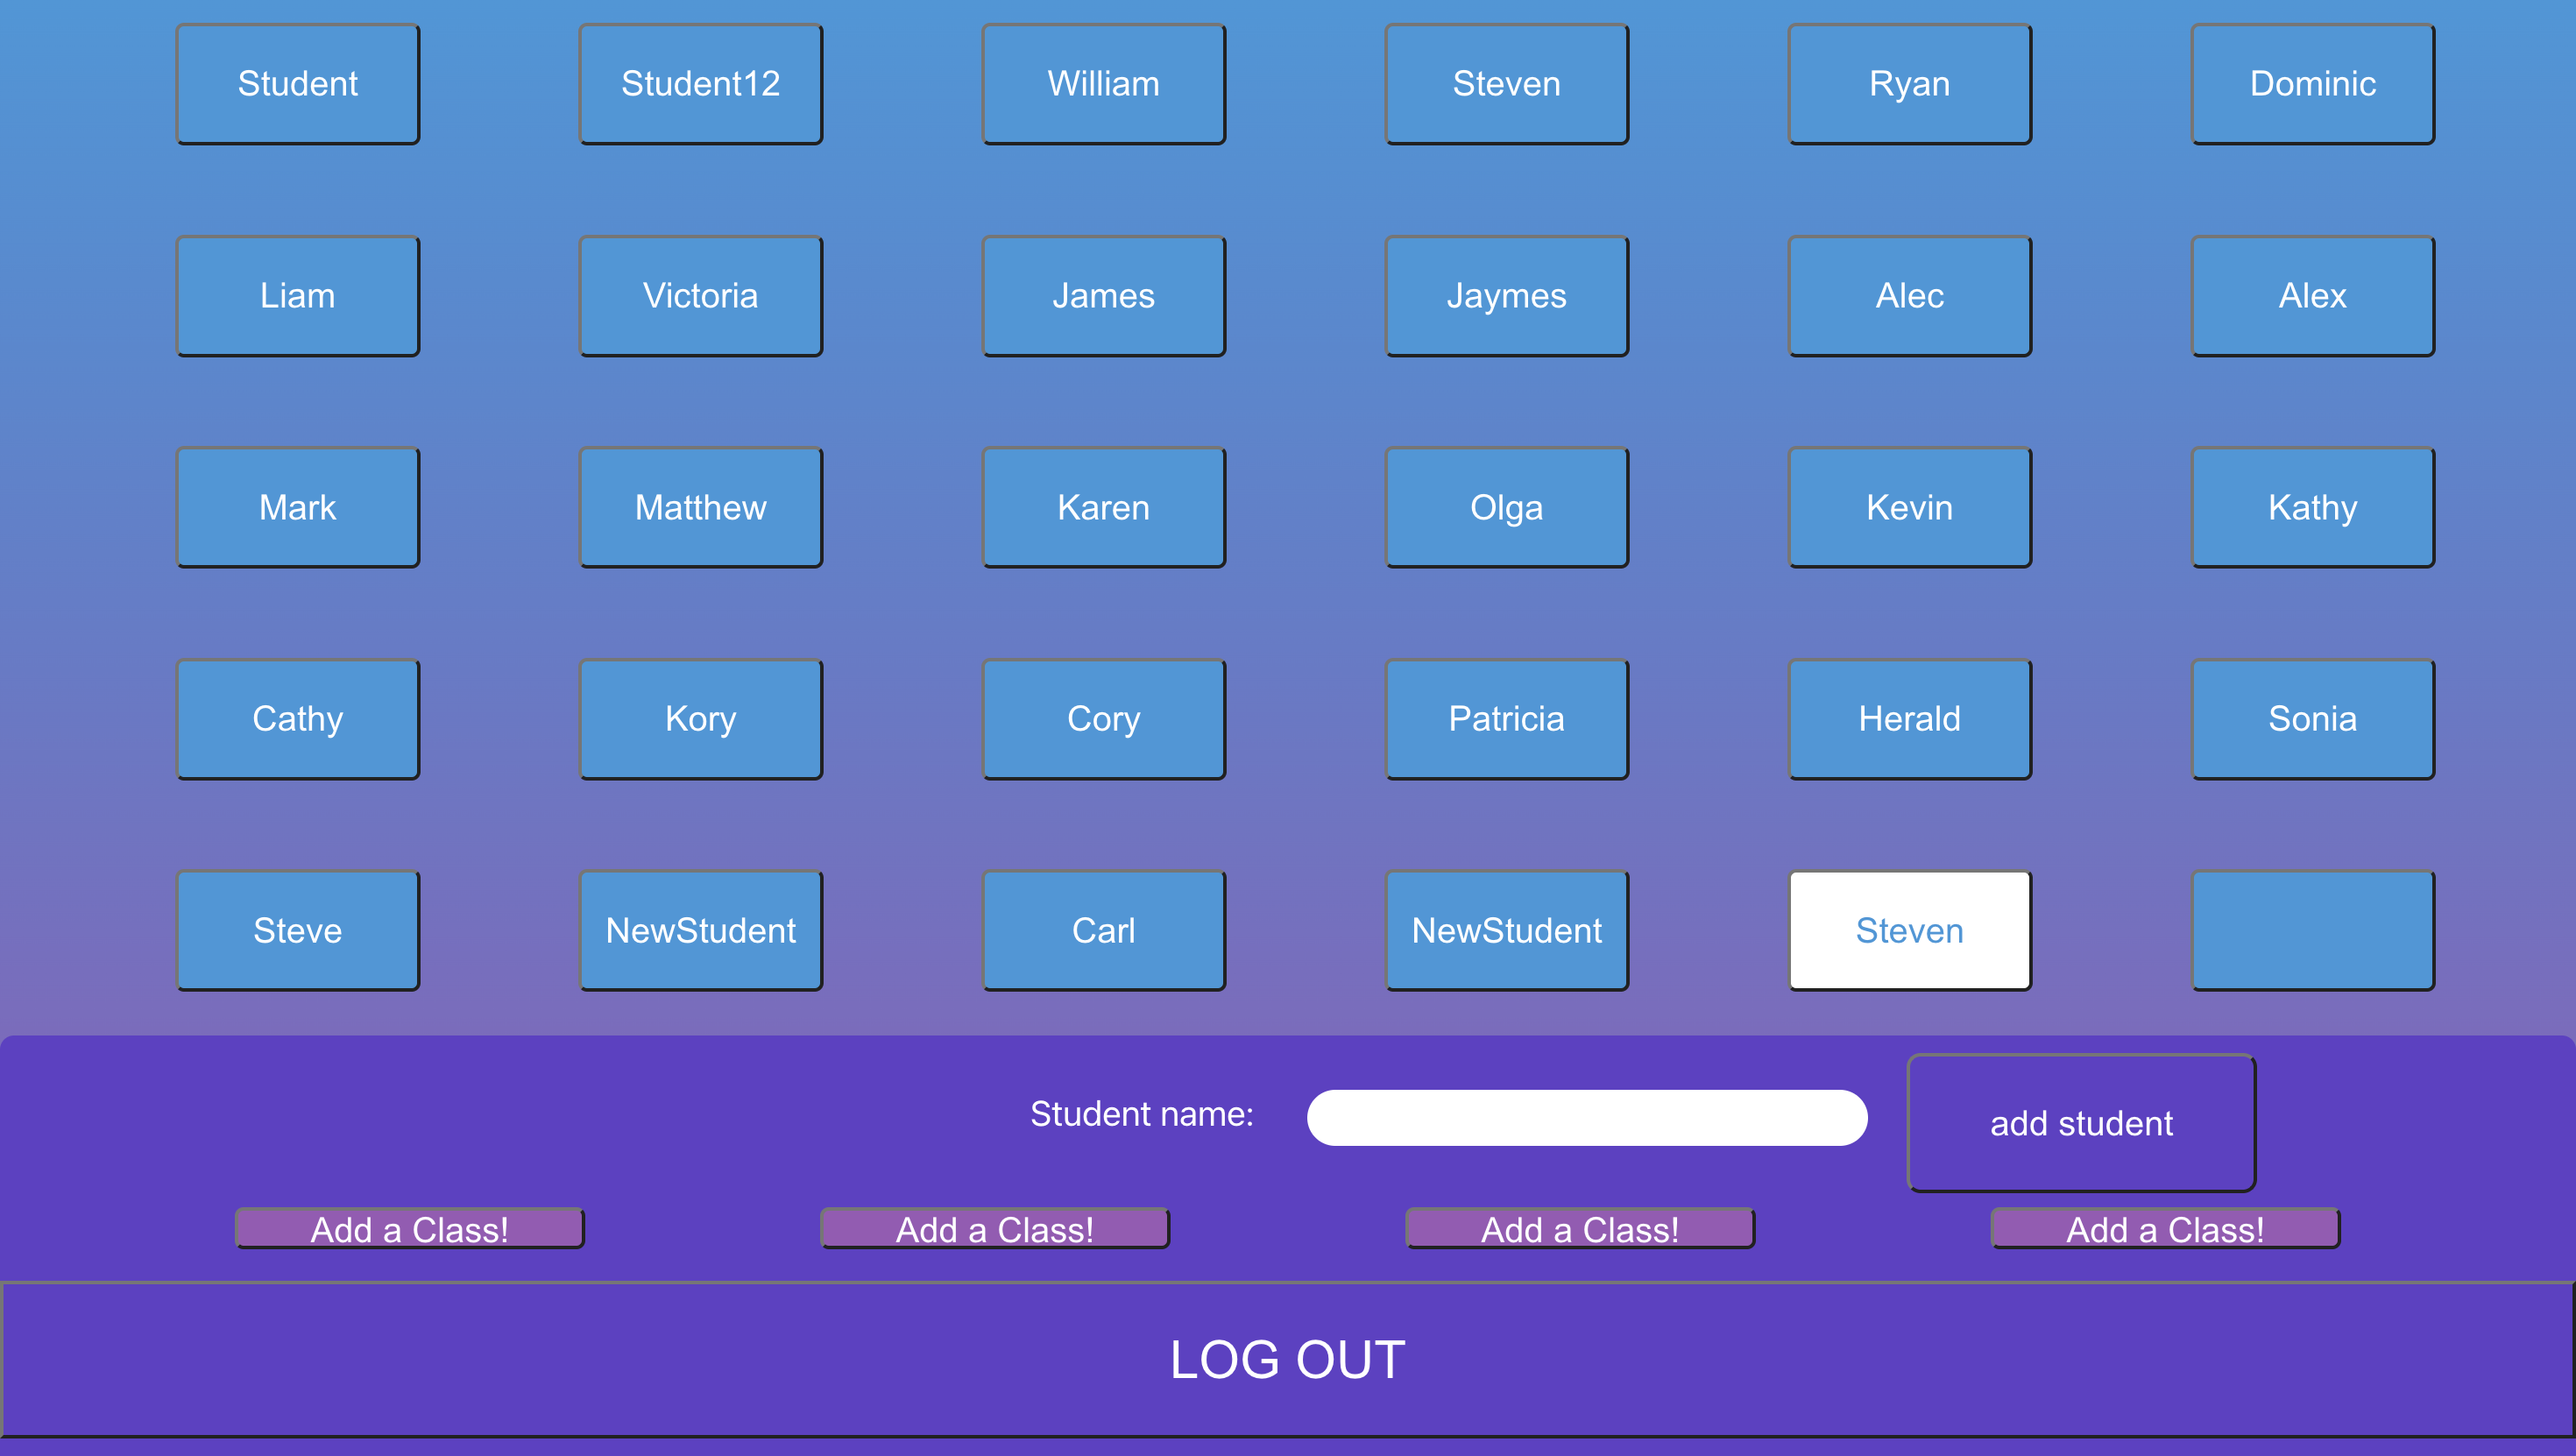 Student Student12 William Steven Ryan Dominic
Liam Victoria James Jaymes Alec Alex
Mark Matthew Karen Olga Kevin Kathy
Cathy Kory Cory Patricia Herald Sonia
Steve NewStudent Carl NewStudent Steven
Student name: add student
Add a Class! Add a Class! Add a Class! Add a Class!
LOG OUT